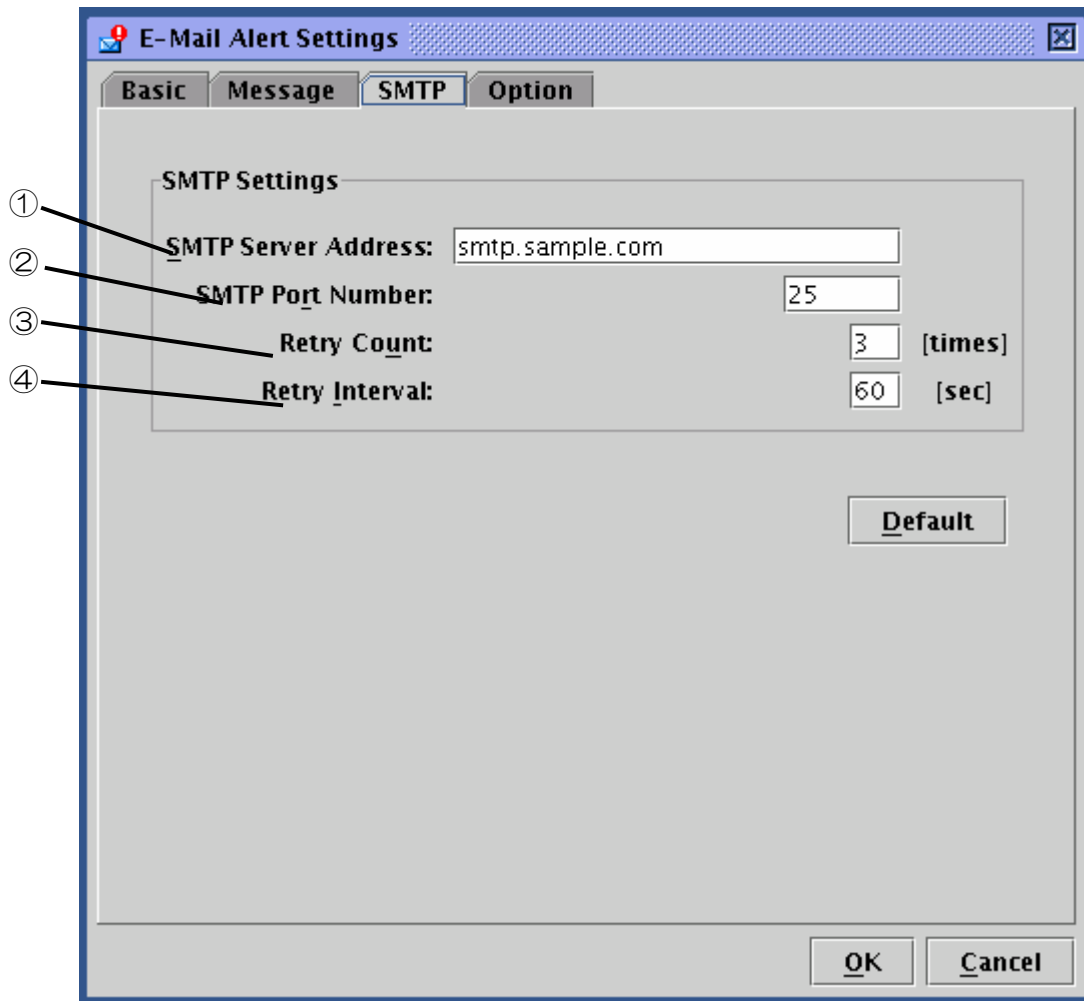 E-Mail Alert Settings
Basic Message SMTP Option
SMTP Settings
① SMTP Server Address: smtp.sample.com
② SMTP Port Number: 25
③ Retry Count: 3 [times]
④ Retry Interval: 60 [sec]
Default
OK Cancel